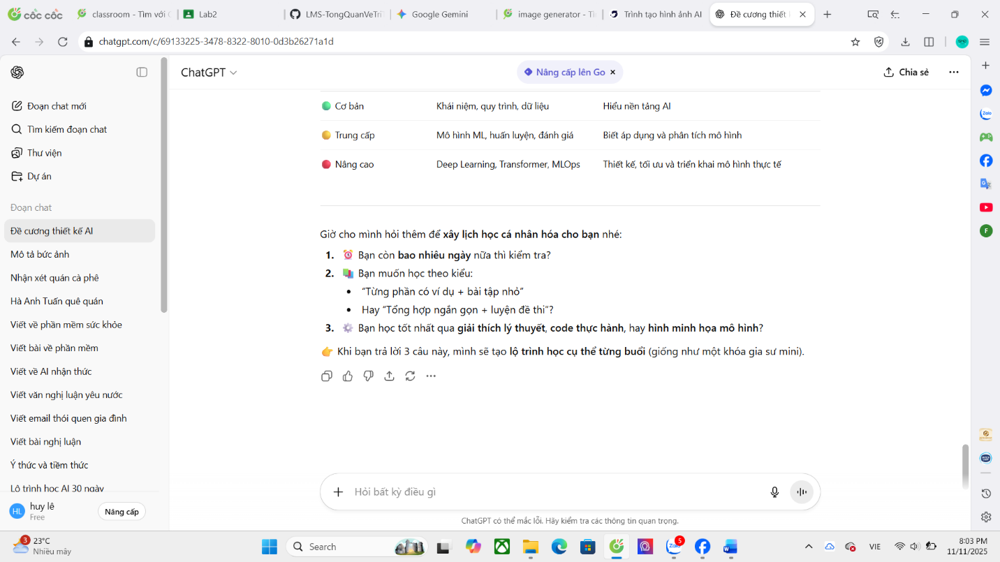 cốc cốc
classroom - Tìm với C
Lab2
LMS-TongQuanVeTri
Google Gemini
image generator - Tì
Trình tạo hình ảnh AI
Đề cương thiết
chatgpt.com/c/69133225-3478-8322-8010-0d3b26271a1d
ChatGPT
Nâng cấp lên Go ×
Chia sẻ
Đoạn chat mới
Tìm kiếm đoạn chat
Thư viện
Dự án
Đoạn chat
Đề cương thiết kế AI
Mô tả bức ảnh
Nhận xét quán cà phê
Hà Anh Tuấn quê quán
Viết về phần mềm sức khỏe
Viết bài về phần mềm
Viết về AI nhận thức
Viết văn nghị luận yêu nước
Viết email thói quen gia đình
Viết bài nghị luận
Ý thức và tiềm thức
Lộ trình học AI 30 ngày
HL
huy lê
Free
Nâng cấp
Cơ bản Khái niệm, quy trình, dữ liệu Hiểu nền tảng AI
Trung cấp Mô hình ML, huấn luyện, đánh giá Biết áp dụng và phân tích mô hình
Nâng cao Deep Learning, Transformer, MLOps Thiết kế, tối ưu và triển khai mô hình thực tế
Giờ cho mình hỏi thêm để xây lịch học cá nhân hóa cho bạn nhé:
1. ⏰ Bạn còn bao nhiêu ngày nữa thì kiểm tra?
2. 📚 Bạn muốn học theo kiểu:
• “Từng phần có ví dụ + bài tập nhỏ”
• Hay “Tổng hợp ngắn gọn + luyện đề thi”?
3. ⚙️ Bạn học tốt nhất qua giải thích lý thuyết, code thực hành, hay hình minh họa mô hình?
👉 Khi bạn trả lời 3 câu này, mình sẽ tạo lộ trình học cụ thể từng buổi (giống như một khóa gia sư mini).
Hỏi bất kỳ điều gì
ChatGPT có thể mắc lỗi. Hãy kiểm tra các thông tin quan trọng.
Zalo
F
3
23°C
Nhiều mây
Search
Zalo
5
VIE
8:03 PM
11/11/2025